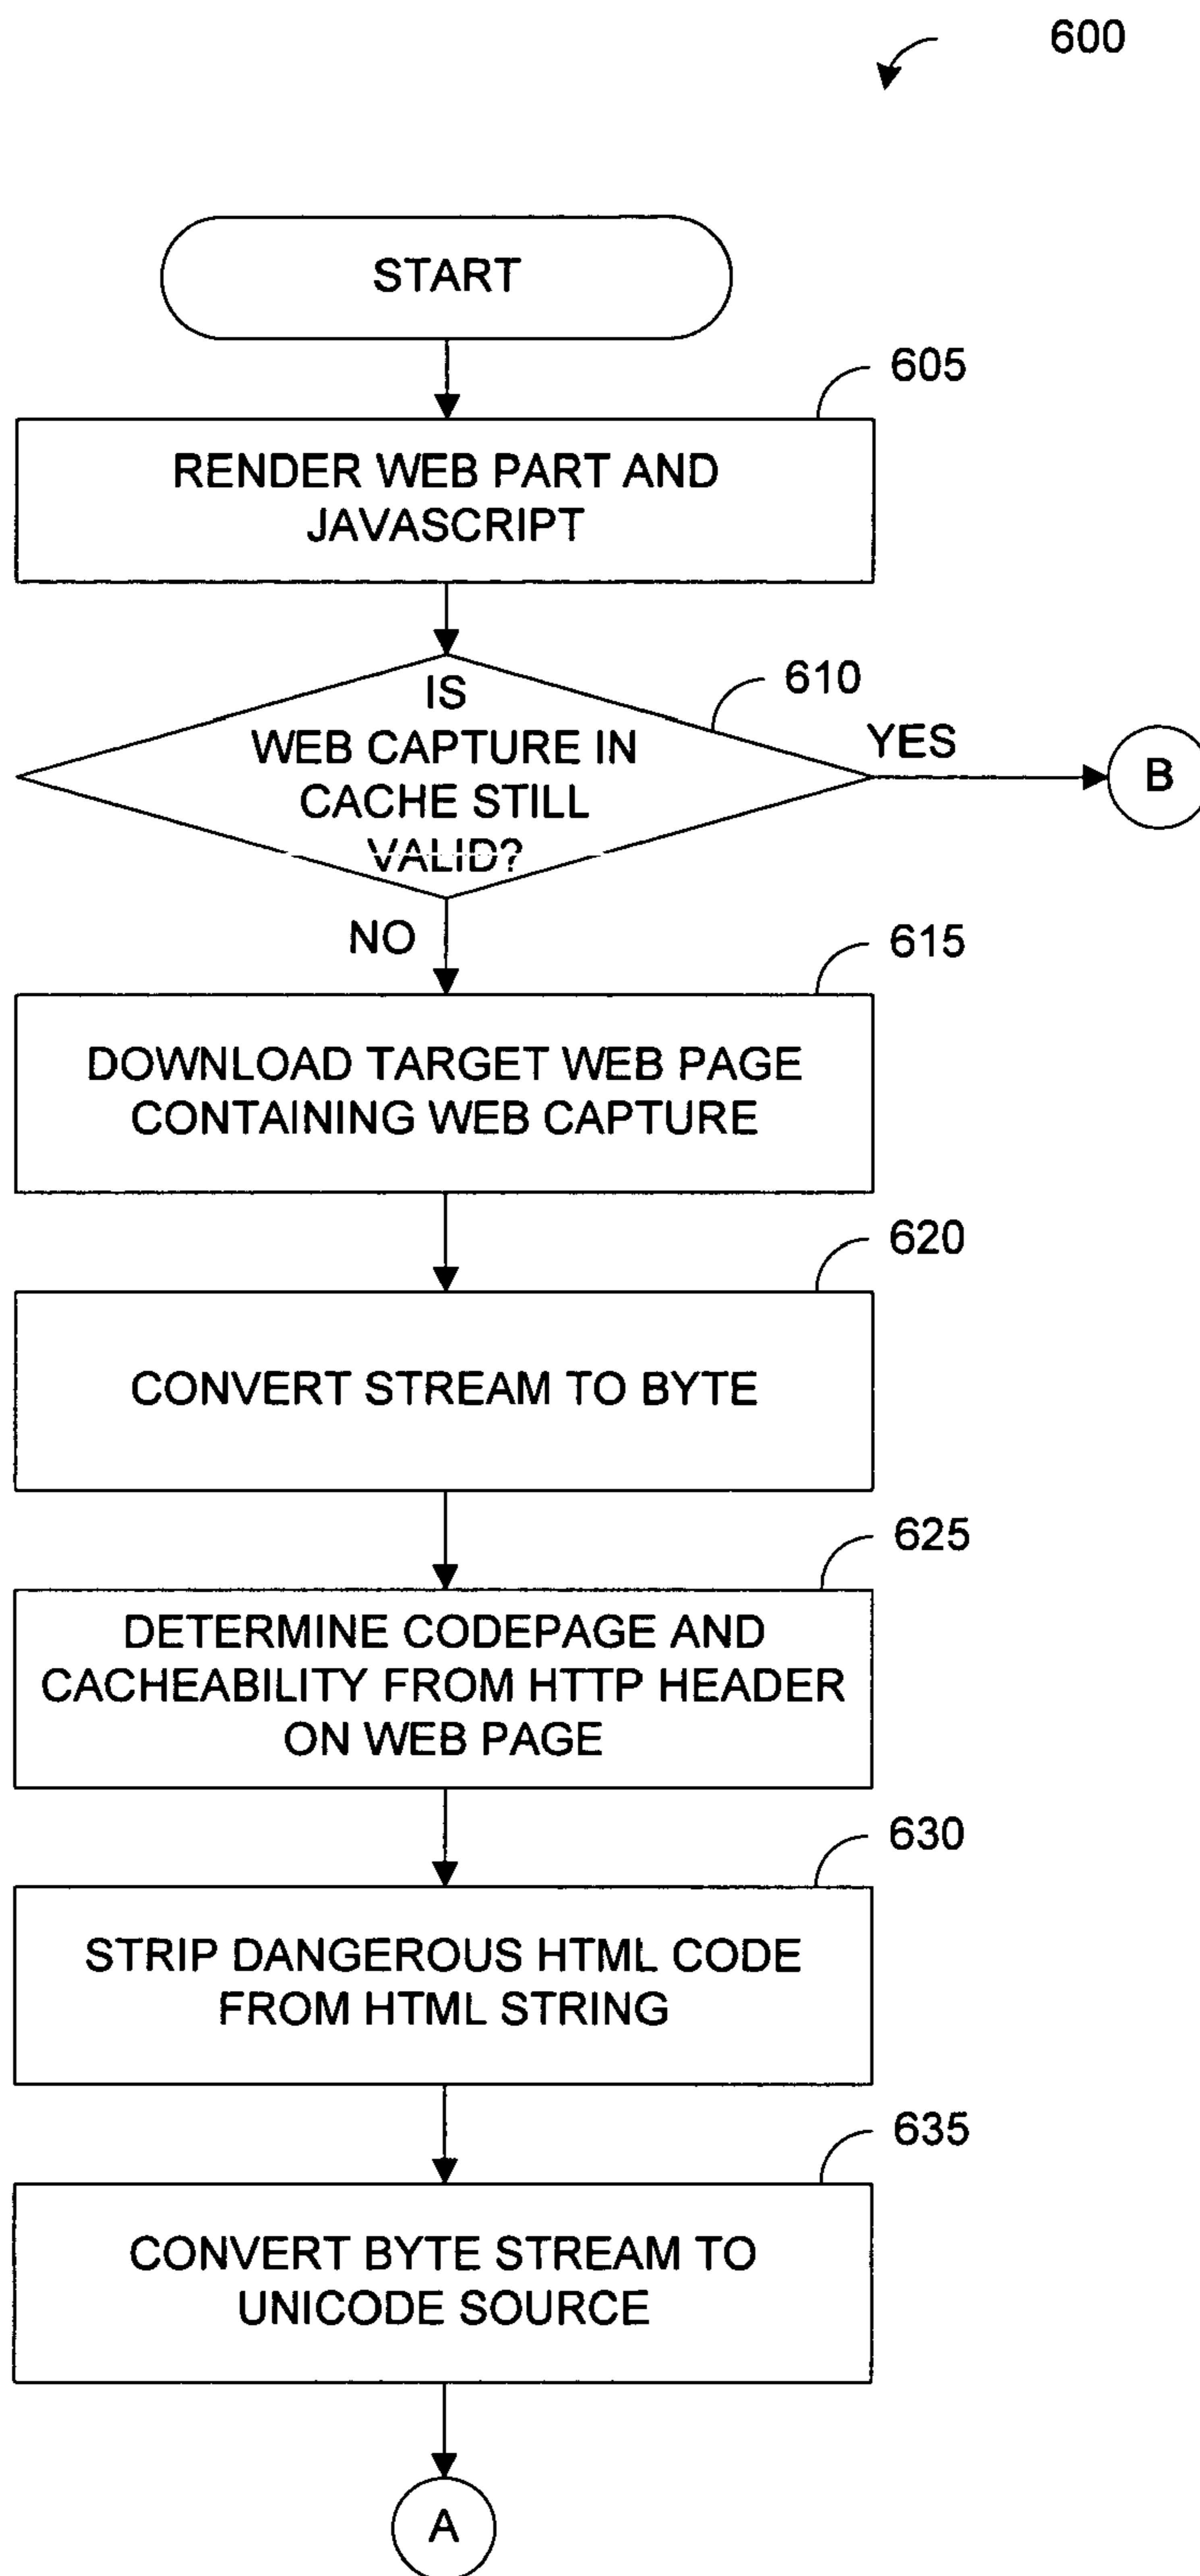 600
START
605
RENDER WEB PART AND
JAVASCRIPT
610
IS
WEB CAPTURE IN
CACHE STILL
VALID?
YES
B
NO
615
DOWNLOAD TARGET WEB PAGE
CONTAINING WEB CAPTURE
620
CONVERT STREAM TO BYTE
625
DETERMINE CODEPAGE AND
CACHEABILITY FROM HTTP HEADER
ON WEB PAGE
630
STRIP DANGEROUS HTML CODE
FROM HTML STRING
635
CONVERT BYTE STREAM TO
UNICODE SOURCE
A